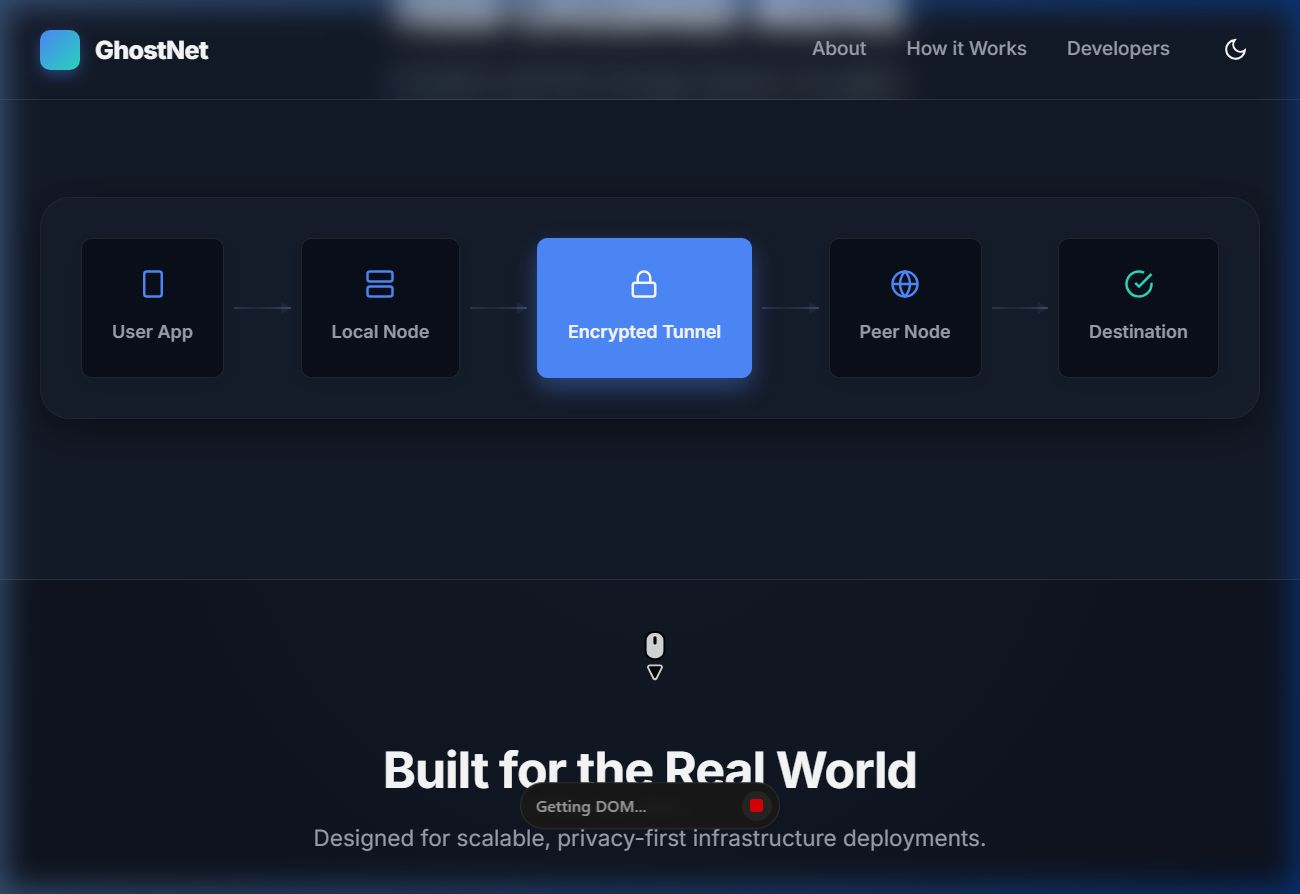 GhostNet
About
How it Works
Developers
User App
Local Node
Encrypted Tunnel
Peer Node
Destination
Built for the Real World
Getting DOM...
Designed for scalable, privacy-first infrastructure deployments.